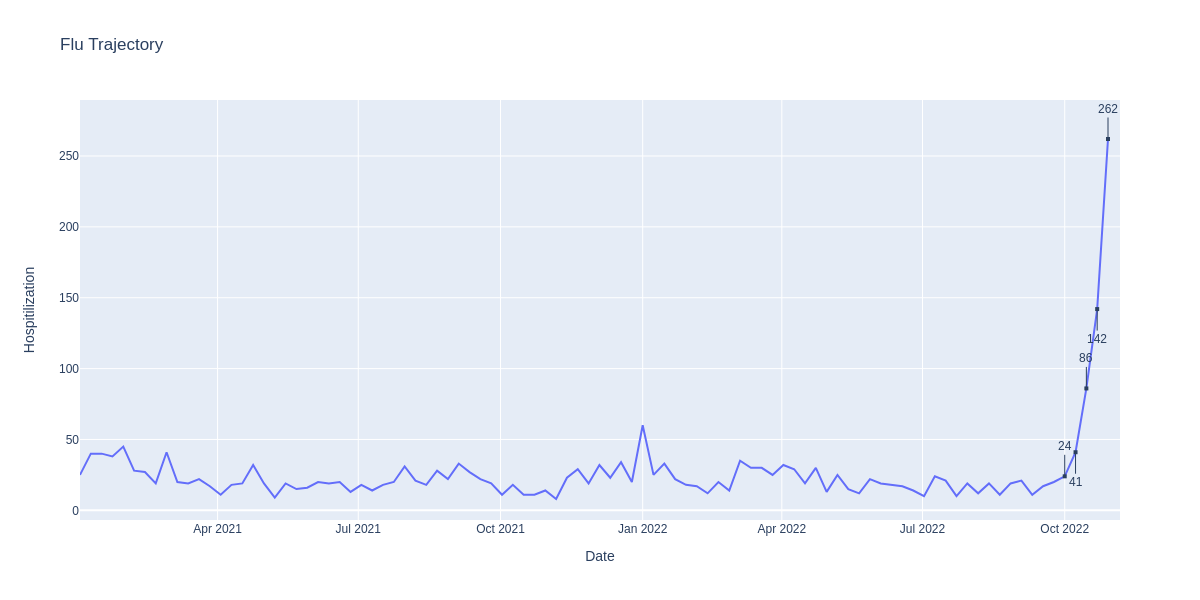 Flu Trajectory
262
250
200
150
142
86
100
24
50
41
0
Apr 2021
Jul 2021
Oct 2021
Jan 2022
Apr 2022
Jul 2022
Oct 2022
Date
Hospitilization